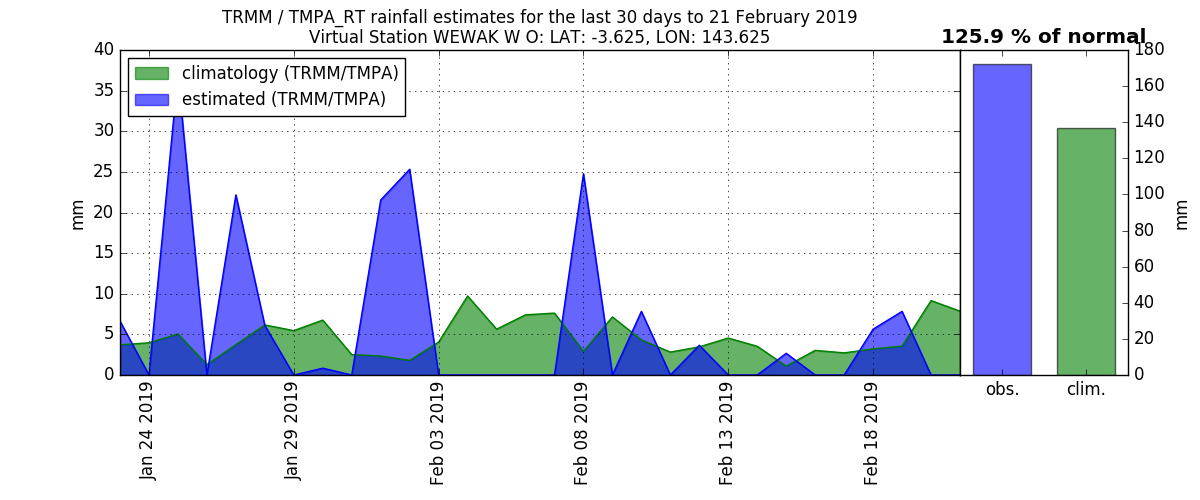 TRMM / TMPA_RT rainfall estimates for the last 30 days to 21 February 2019
Virtual Station WEWAK W O: LAT: -3.625, LON: 143.625
125.9 % of normal
climatology (TRMM/TMPA)
estimated (TRMM/TMPA)
40
35
30
25
20
15
10
5
0
mm
Jan 24 2019
Jan 29 2019
Feb 03 2019
Feb 08 2019
Feb 13 2019
Feb 18 2019
180
160
140
120
100
80
60
40
20
0
mm
obs.
clim.